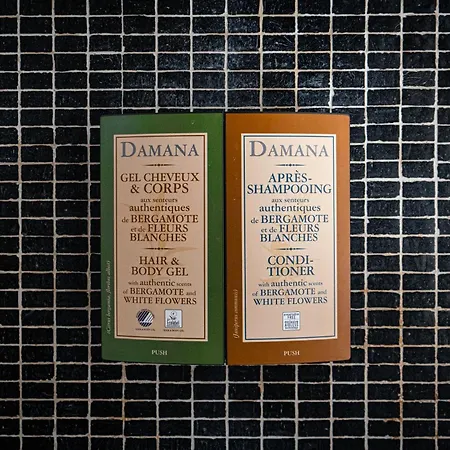 DAMANA
GEL CHEVEUX
& CORPS
aux senteurs
authentiques
de BERGAMOTE
et de FLEURS
BLANCHES
HAIR &
BODY GEL
with authentic scents
of BERGAMOTE and
WHITE FLOWERS
PUSH
DAMANA
APRÈS-
SHAMPOOING
aux senteurs
authentiques
de BERGAMOTE
et de FLEURS
BLANCHES
CONDI-
TIONER
with authentic scents
of BERGAMOTE and
WHITE FLOWERS
FREE
PUSH